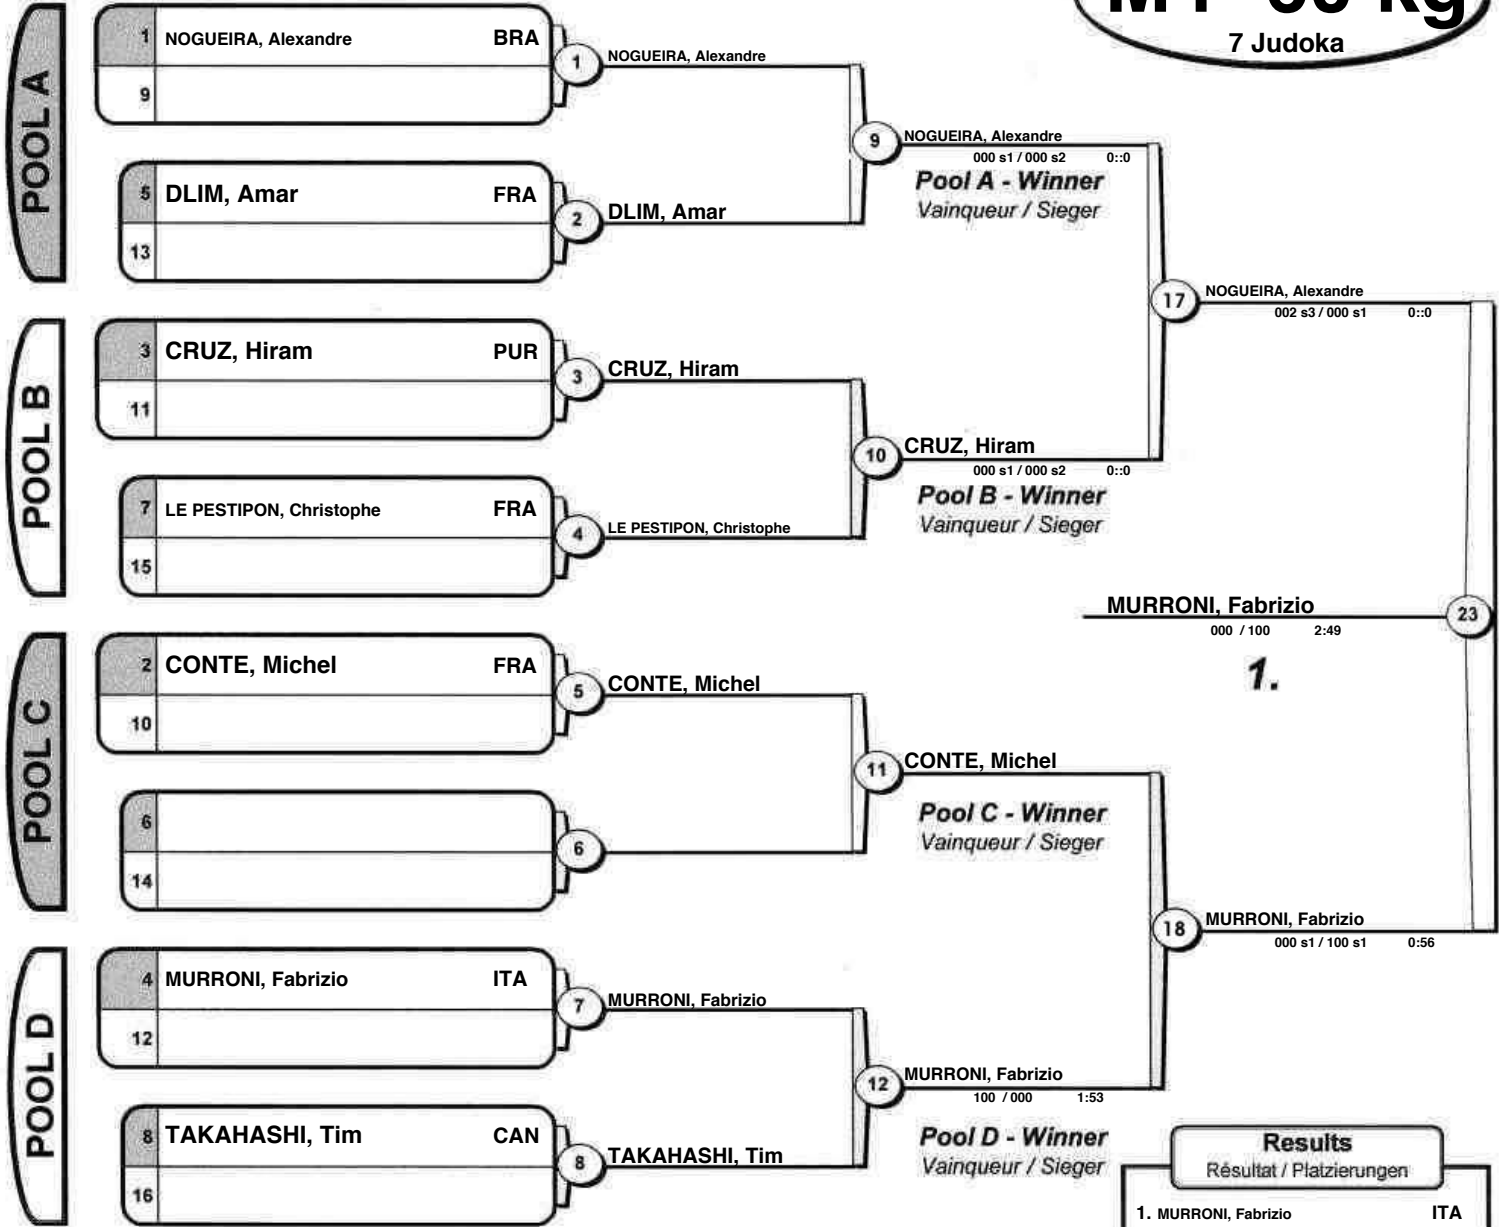 7 Judoka
POOL A
1 NOGUEIRA, Alexandre BRA
9
1 NOGUEIRA, Alexandre
5 DLIM, Amar FRA
13
2 DLIM, Amar
9 NOGUEIRA, Alexandre
000 s1 / 000 s2 0::0
Pool A - Winner
Vainqueur / Sieger
POOL B
3 CRUZ, Hiram PUR
11
3 CRUZ, Hiram
7 LE PESTIPON, Christophe FRA
15
4 LE PESTIPON, Christophe
10 CRUZ, Hiram
000 s1 / 000 s2 0::0
Pool B - Winner
Vainqueur / Sieger
17 NOGUEIRA, Alexandre
002 s3 / 000 s1 0::0
MURRONI, Fabrizio 23
000 / 100 2:49
1.
POOL C
2 CONTE, Michel FRA
10
5 CONTE, Michel
6
14
6
11 CONTE, Michel
Pool C - Winner
Vainqueur / Sieger
18 MURRONI, Fabrizio
000 s1 / 100 s1 0:56
POOL D
4 MURRONI, Fabrizio ITA
12
7 MURRONI, Fabrizio
8 TAKAHASHI, Tim CAN
16
8 TAKAHASHI, Tim
12 MURRONI, Fabrizio
100 / 000 1:53
Pool D - Winner
Vainqueur / Sieger
Results
Résultat / Platzierungen
1. MURRONI, Fabrizio ITA